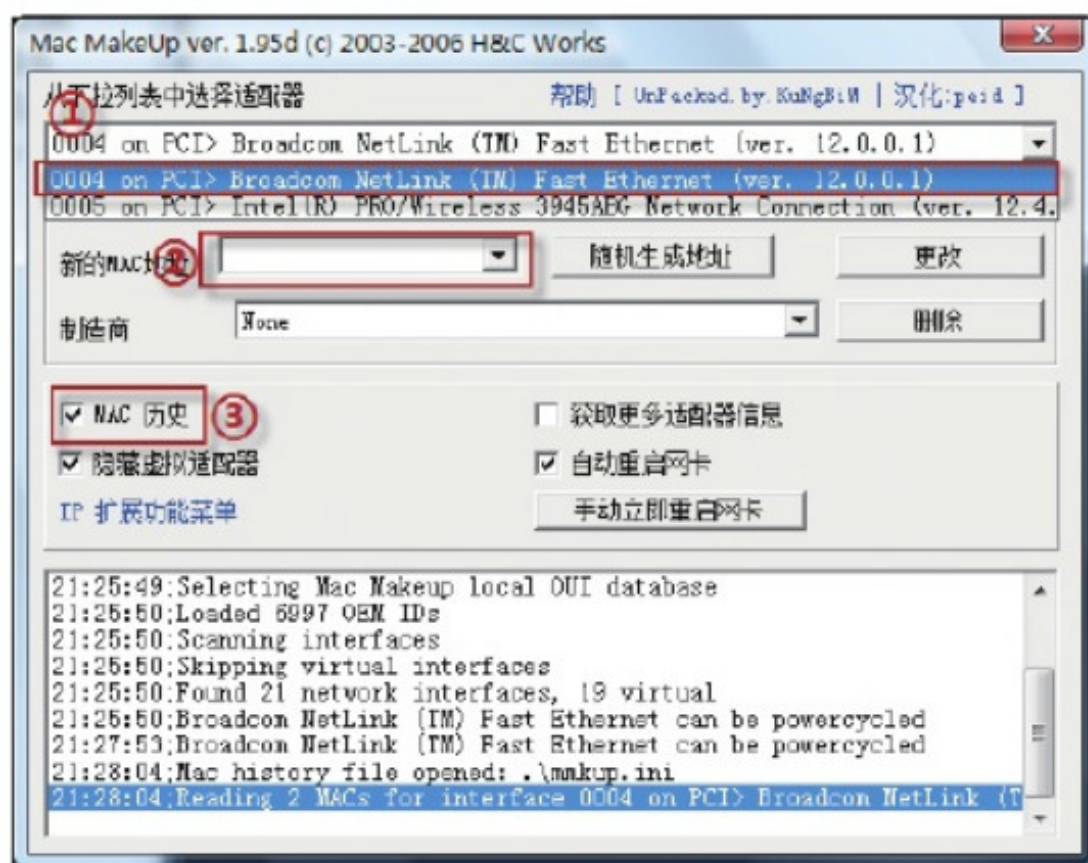 Mac MakeUp ver. 1.95d (c) 2003-2006 H&C Works
从下拉列表中选择适配器
帮助 [ UnPacked.by.KuNgBiM | 汉化:peid ]
①
0004 on PCI> Broadcom NetLink (TM) Fast Ethernet (ver. 12.0.0.1)
0004 on PCI> Broadcom NetLink (TM) Fast Ethernet (ver. 12.0.0.1)
0005 on PCI> Intel(R) PRO/Wireless 3945ABG Network Connection (ver. 12.4.
新的MAC地址
②
随机生成地址
更改
制造商
None
删除
MAC 历史
③
获取更多适配器信息
隐藏虚拟适配器
自动重启网卡
IP 扩展功能菜单
手动立即重启网卡
21:25:49:Selecting Mac Makeup local OUI database
21:25:50:Loaded 6997 OEM IDs
21:25:50:Scanning interfaces
21:25:50:Skipping virtual interfaces
21:25:50:Found 21 network interfaces, 19 virtual
21:25:50:Broadcom NetLink (TM) Fast Ethernet can be powercycled
21:27:53:Broadcom NetLink (TM) Fast Ethernet can be powercycled
21:28:04:Mac history file opened: .\mmkup.ini
21:28:04:Reading 2 MACs for interface 0004 on PCI> Broadcom NetLink (T